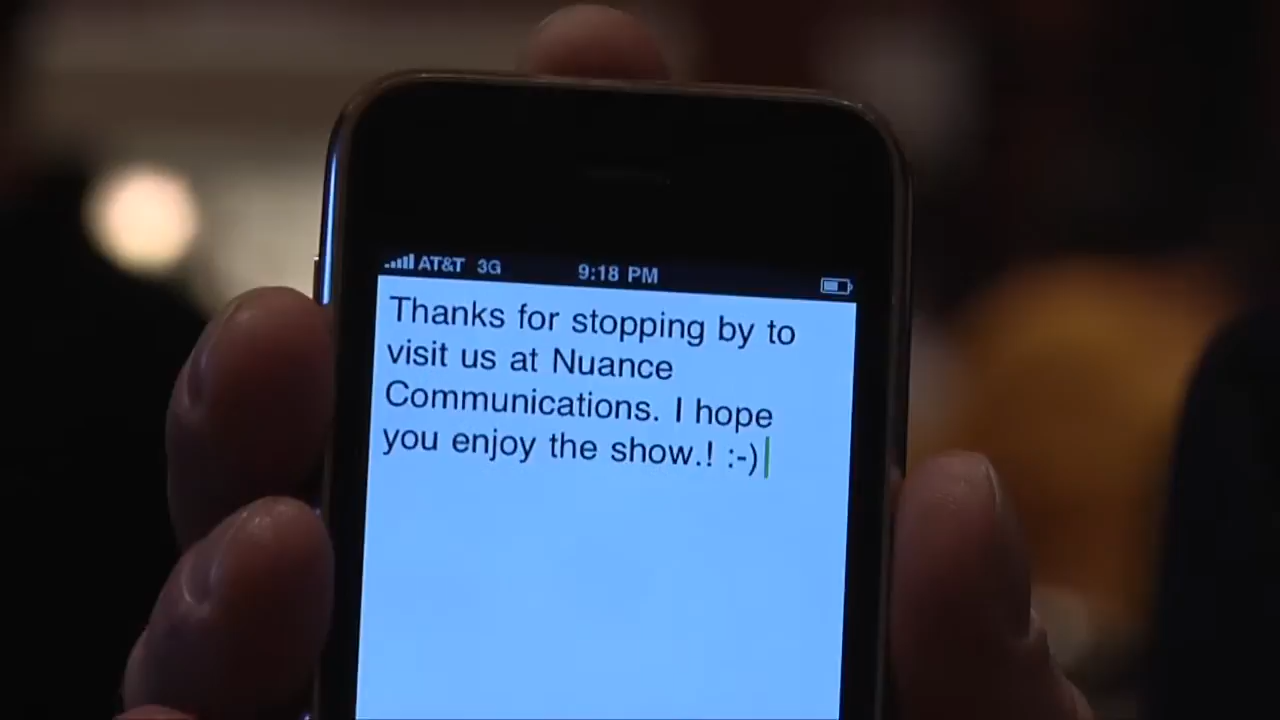 AT&T 3G 9:18 PM
Thanks for stopping by to
visit us at Nuance
Communications. I hope
you enjoy the show.! :-)